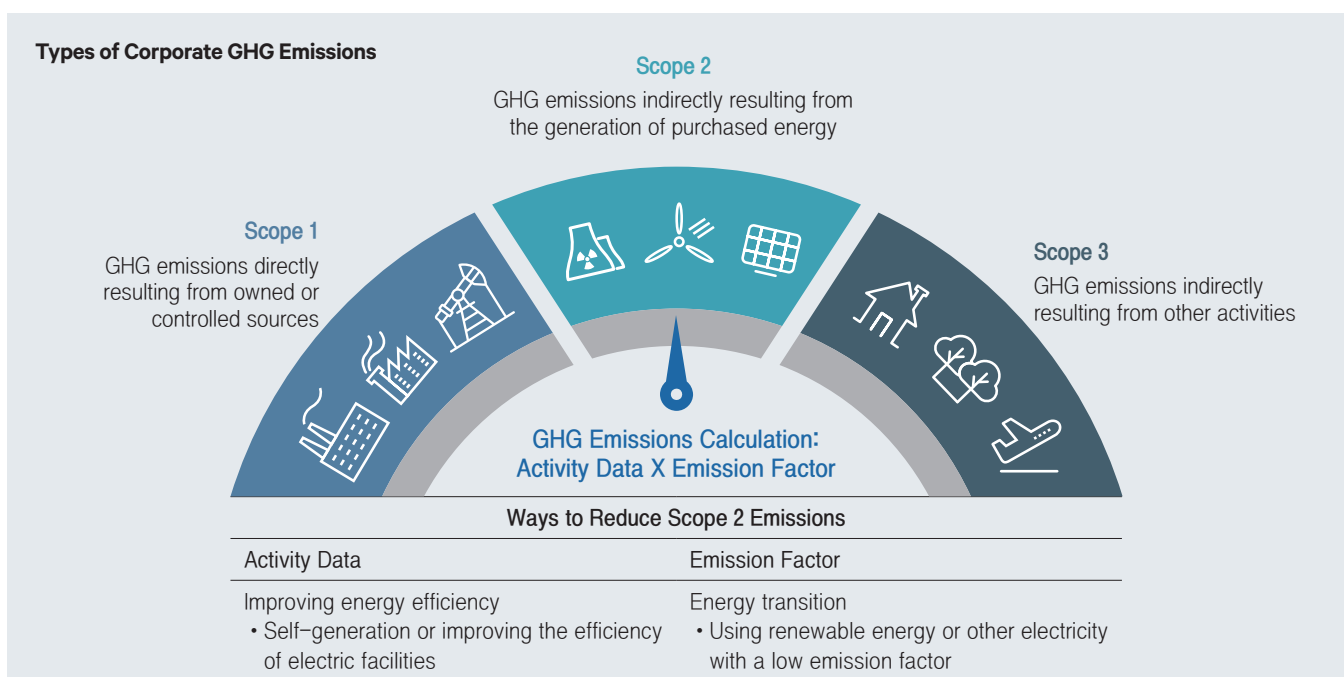 Types of Corporate GHG Emissions
Scope 2
GHG emissions indirectly resulting from
the generation of purchased energy
Scope 1
GHG emissions directly
resulting from owned or
controlled sources
Scope 3
GHG emissions indirectly
resulting from other activities
GHG Emissions Calculation:
Activity Data X Emission Factor
Ways to Reduce Scope 2 Emissions
Activity Data
Emission Factor
Improving energy efficiency
• Self-generation or improving the efficiency
of electric facilities
Energy transition
• Using renewable energy or other electricity
with a low emission factor